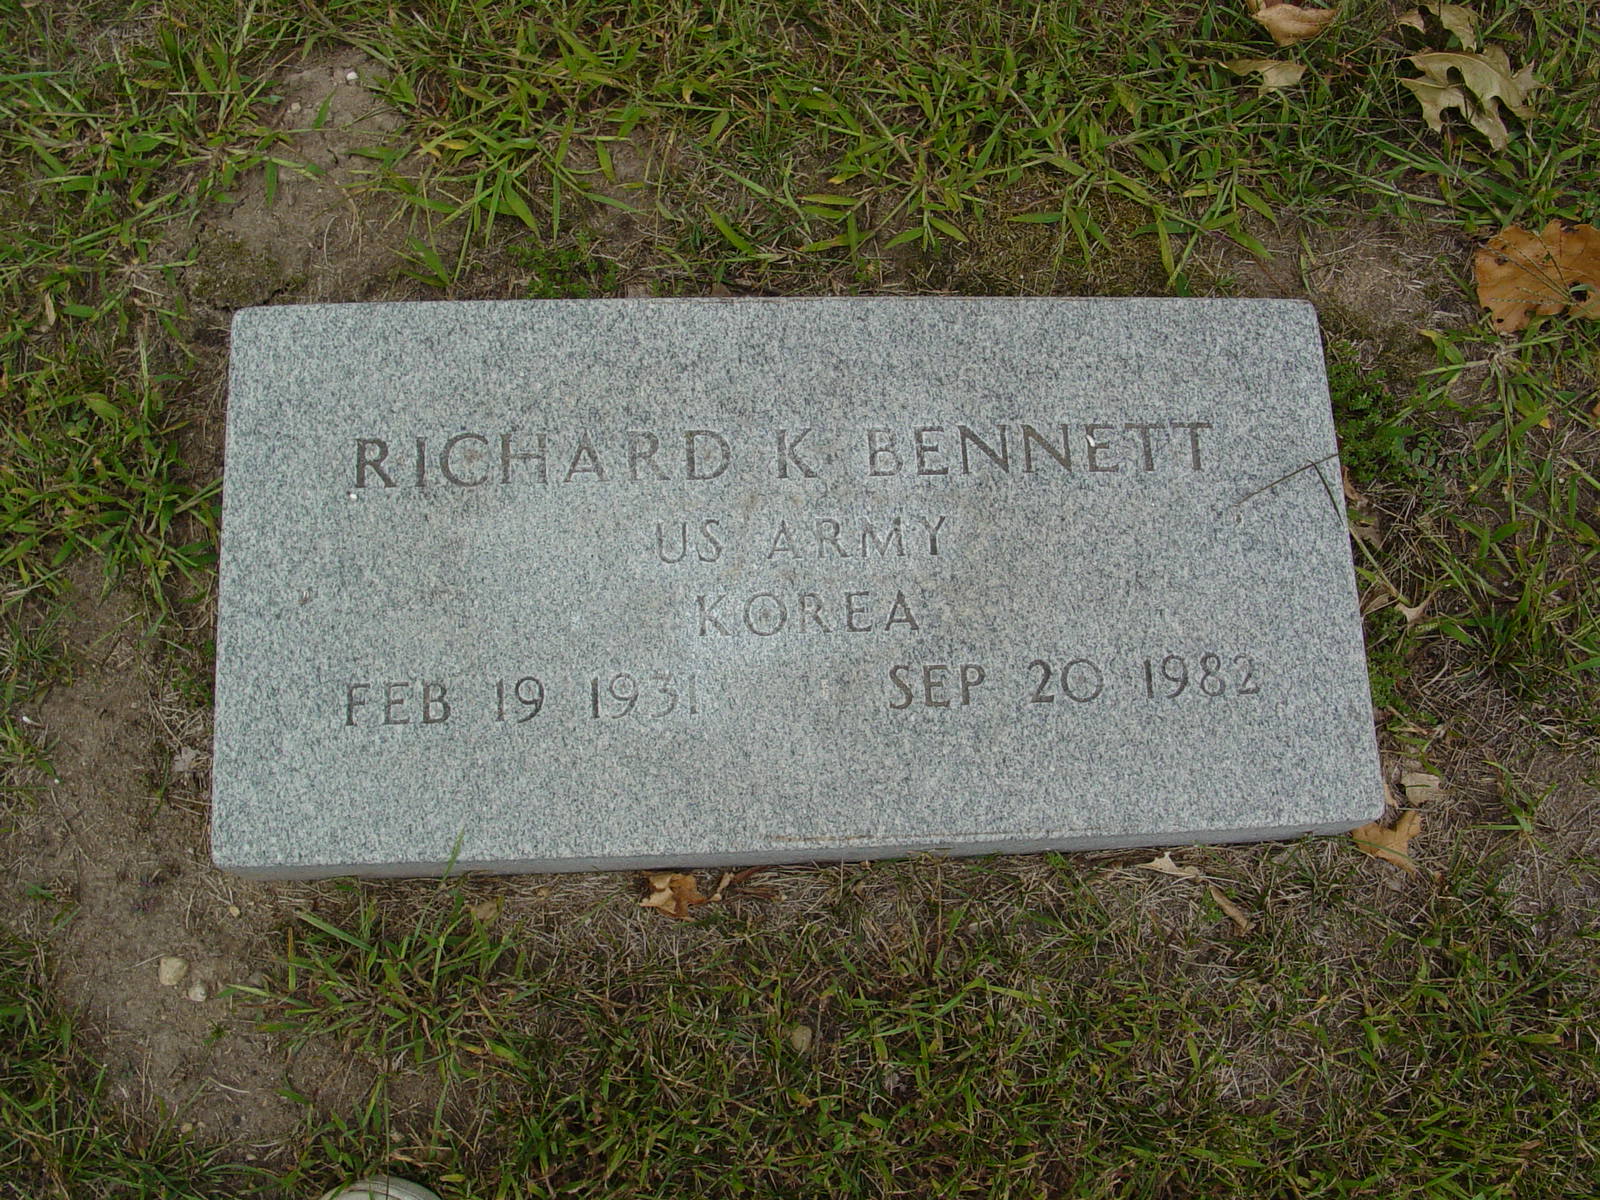 RICHARD K BENNETT
US ARMY
KOREA
FEB 19 1931 SEP 20 1982